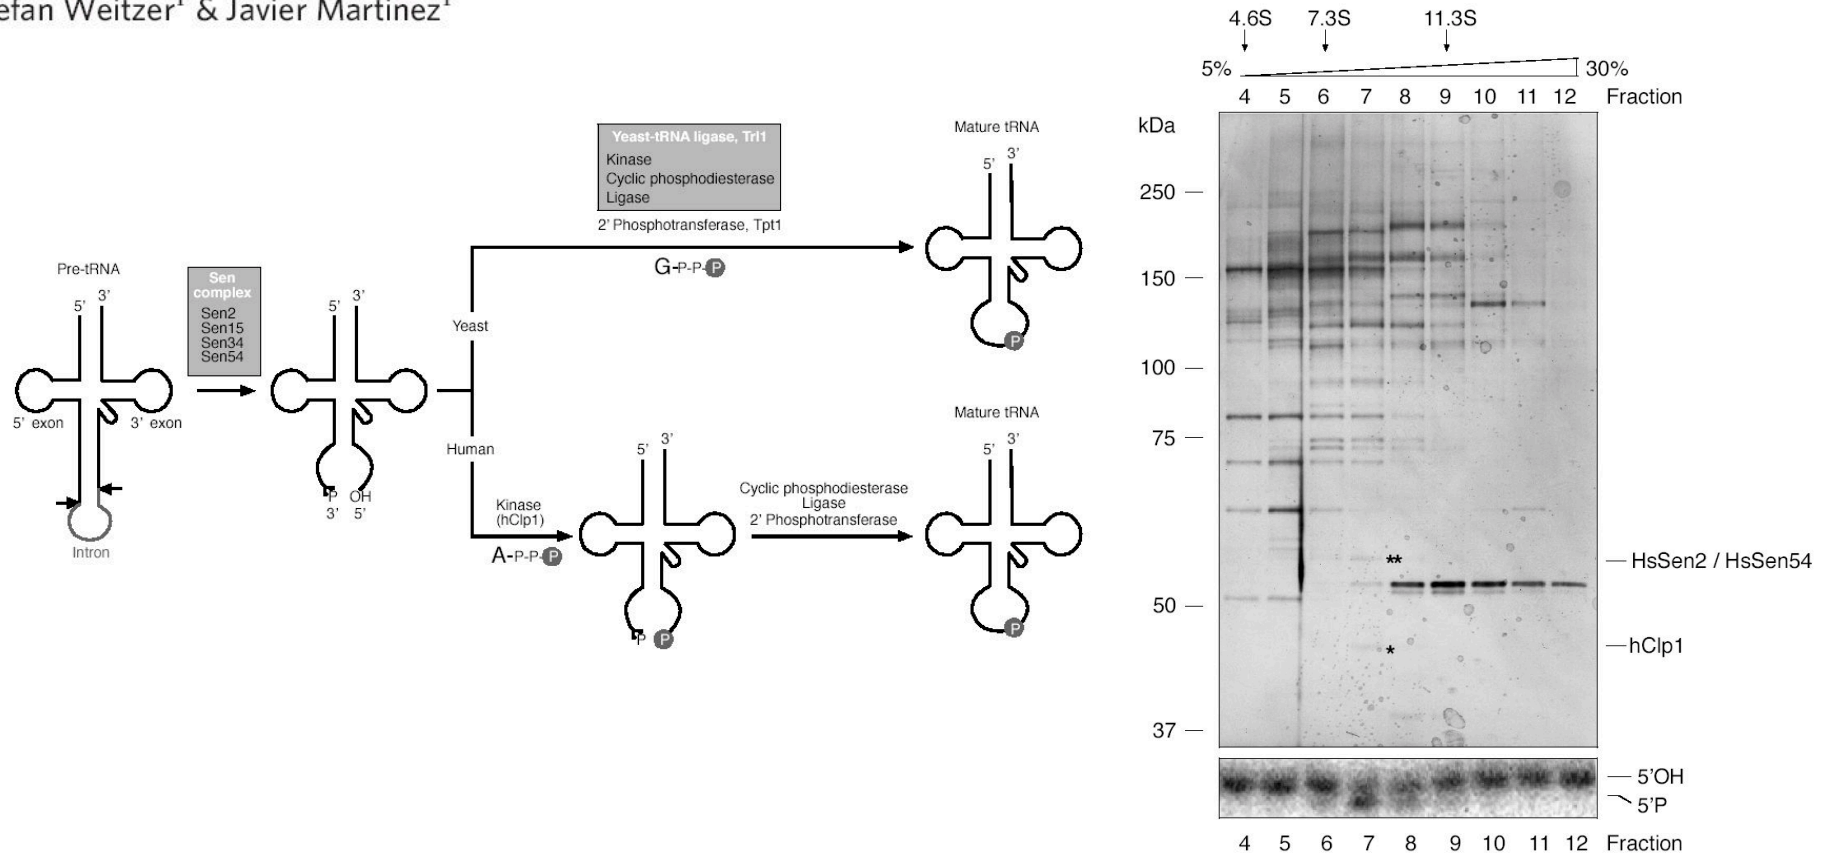 Stefan Weitzer¹ & Javier Martinez¹
Yeast-tRNA ligase, Trl1
Kinase
Cyclic phosphodiesterase
Ligase
2' Phosphotransferase, Tpt1
G-P-P-P
Mature tRNA
5' 3'
P
Pre-tRNA
5' 3'
5' exon 3' exon
Intron
Sen
complex
Sen2
Sen15
Sen34
Sen54
5' 3'
P OH
3' 5'
Yeast
Human
Kinase
(hClp1)
A-P-P-P
5' 3'
P P
Cyclic phosphodiesterase
Ligase
2' Phosphotransferase
Mature tRNA
5' 3'
P
4.6S 7.3S 11.3S
5% 30%
4 5 6 7 8 9 10 11 12 Fraction
kDa
250
150
100
75
50
37
**
*
HsSen2 / HsSen54
hClp1
5'OH
5'P
4 5 6 7 8 9 10 11 12 Fraction